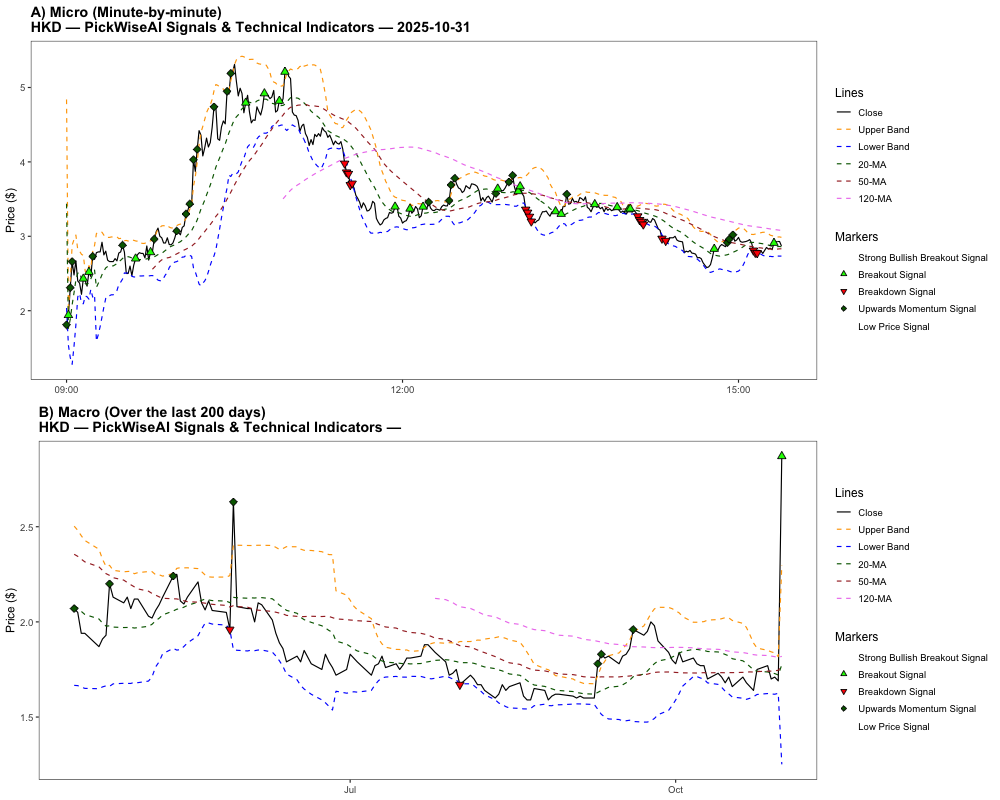 A) Micro (Minute-by-minute)
HKD — PickWiseAI Signals & Technical Indicators — 2025-10-31
Price ($)
5
4
3
2
09:00
12:00
15:00
Lines
Close
Upper Band
Lower Band
20-MA
50-MA
120-MA
Markers
Strong Bullish Breakout Signal
Breakout Signal
Breakdown Signal
Upwards Momentum Signal
Low Price Signal
B) Macro (Over the last 200 days)
HKD — PickWiseAI Signals & Technical Indicators —
Price ($)
2.5
2.0
1.5
Jul
Oct
Lines
Close
Upper Band
Lower Band
20-MA
50-MA
120-MA
Markers
Strong Bullish Breakout Signal
Breakout Signal
Breakdown Signal
Upwards Momentum Signal
Low Price Signal